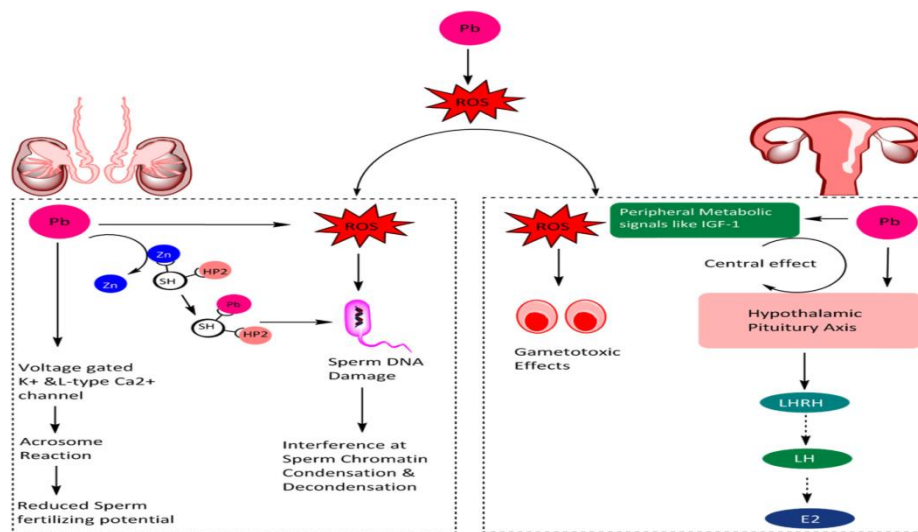 Pb
ROS
Pb
ROS
Zn
Zn
SH
HP2
Pb
SH
HP2
Voltage gated
K+ &L-type Ca2+
channel
Acrosome
Reaction
Reduced Sperm
fertilizing potential
Sperm DNA
Damage
Interference at
Sperm Chromatin
Condensation &
Decondensation
ROS
Peripheral Metabolic
signals like IGF-1
Pb
Central effect
Gametotoxic
Effects
Hypothalamic
Pituitury Axis
LHRH
LH
E2